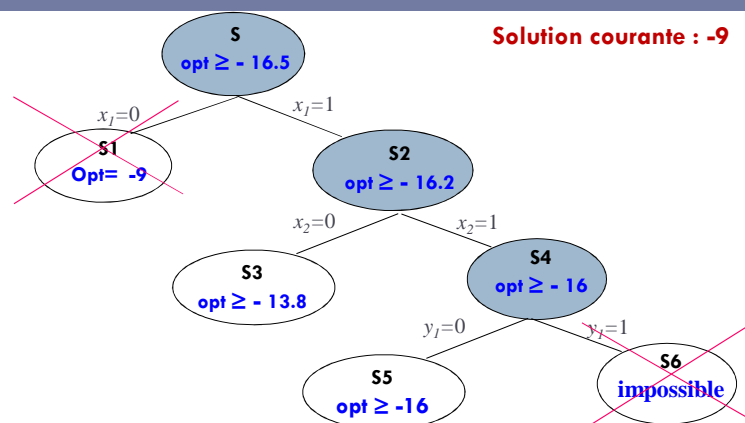 S
opt ≥ - 16.5
Solution courante : -9
x₁=0
x₁=1
S1
Opt= -9
S2
opt ≥ - 16.2
x₂=0
x₂=1
S3
opt ≥ - 13.8
S4
opt ≥ - 16
y₁=0
y₁=1
S5
opt ≥ -16
S6
impossible